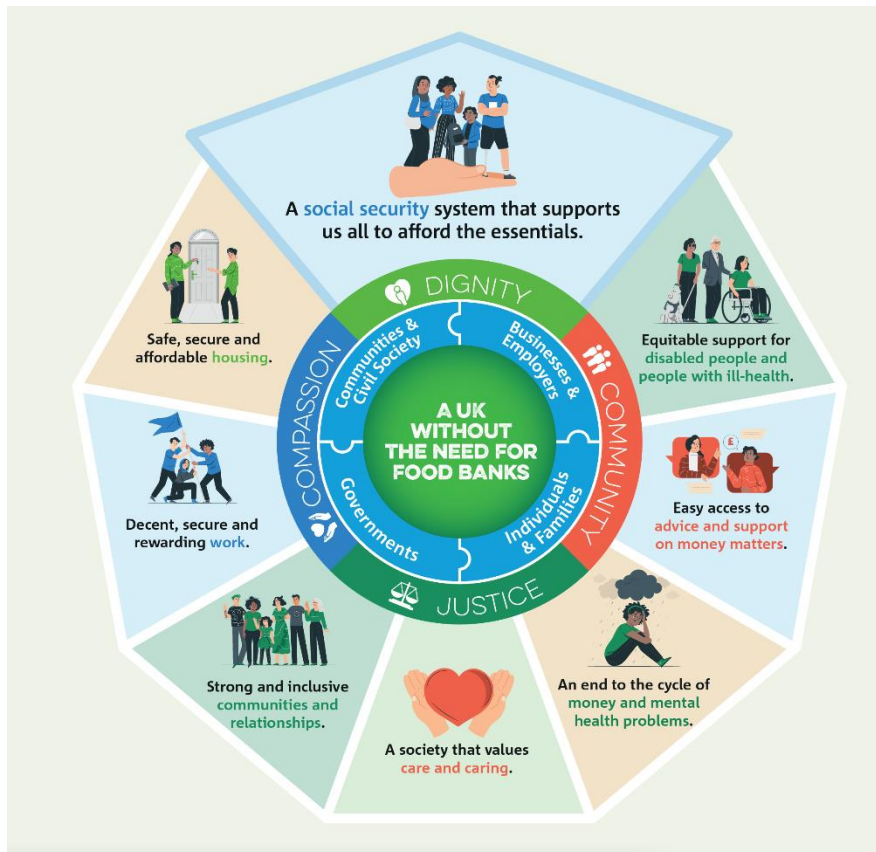 A social security system that supports
us all to afford the essentials.
Equitable support for
disabled people and
people with ill-health.
Easy access to
advice and support
on money matters.
An end to the cycle of
money and mental
health problems.
A society that values
care and caring.
Strong and inclusive
communities and
relationships.
Decent, secure and
rewarding work.
Safe, secure and
affordable housing.
DIGNITY
COMMUNITY
JUSTICE
COMPASSION
Communities &
Civil Society
Businesses &
Employers
Individuals
& Families
Governments
A UK
WITHOUT
THE NEED FOR
FOOD BANKS
£